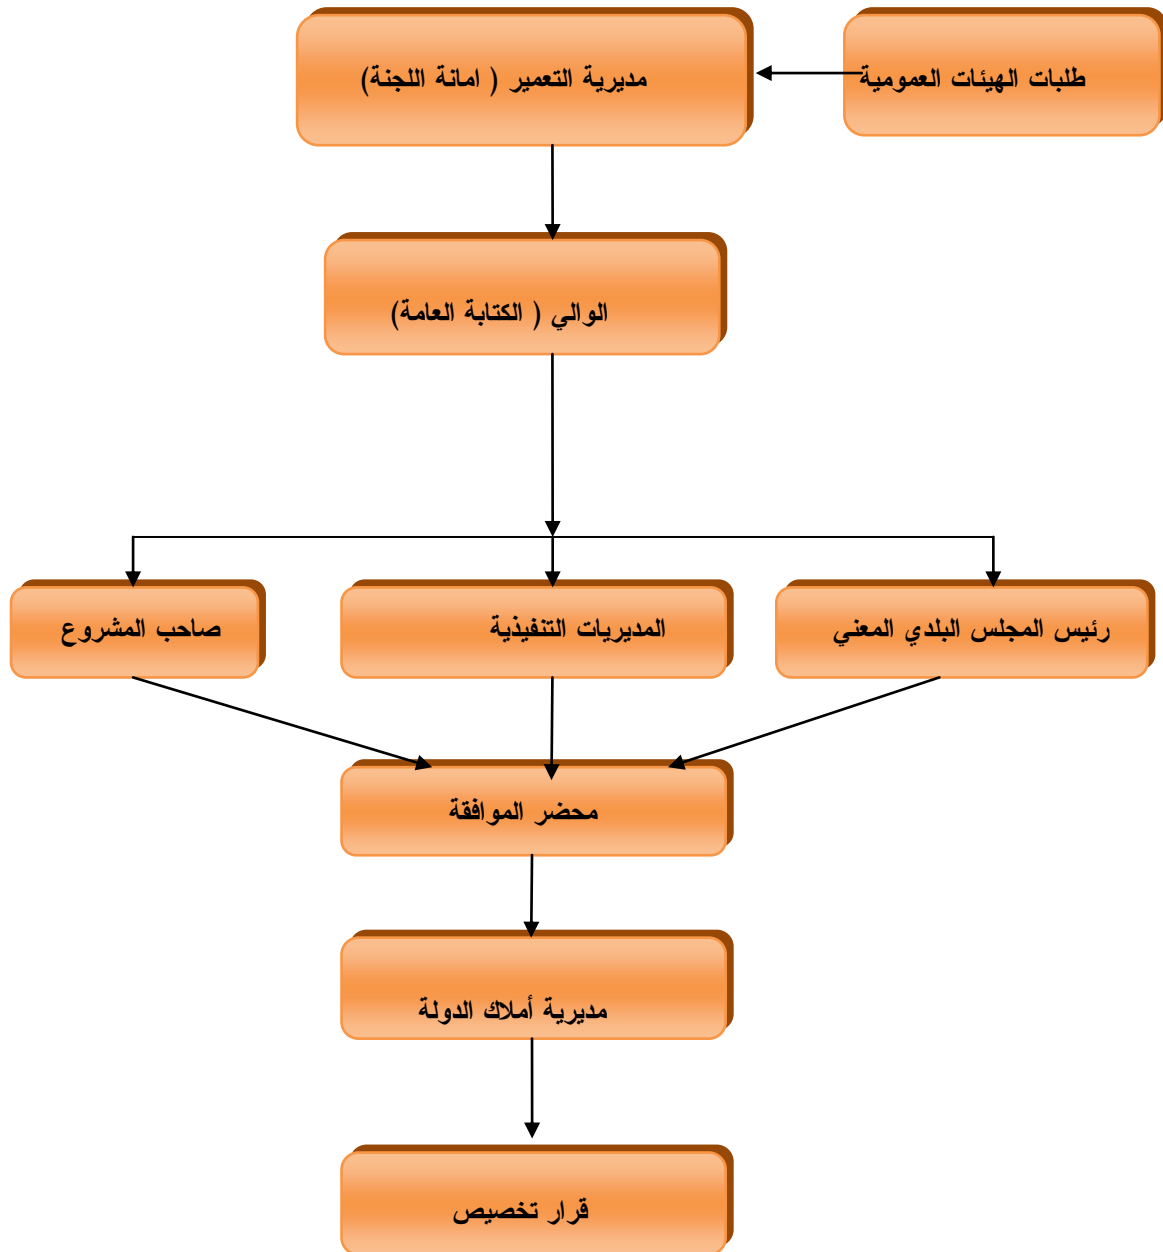 طلبات الهيئات العمومية
مديرية التعمير ( امانة اللجنة)
الوالي ( الكتابة العامة)
رئيس المجلس البلدي المعني
المديريات التنفيذية
صاحب المشروع
محضر الموافقة
مديرية أملاك الدولة
قرار تخصيص